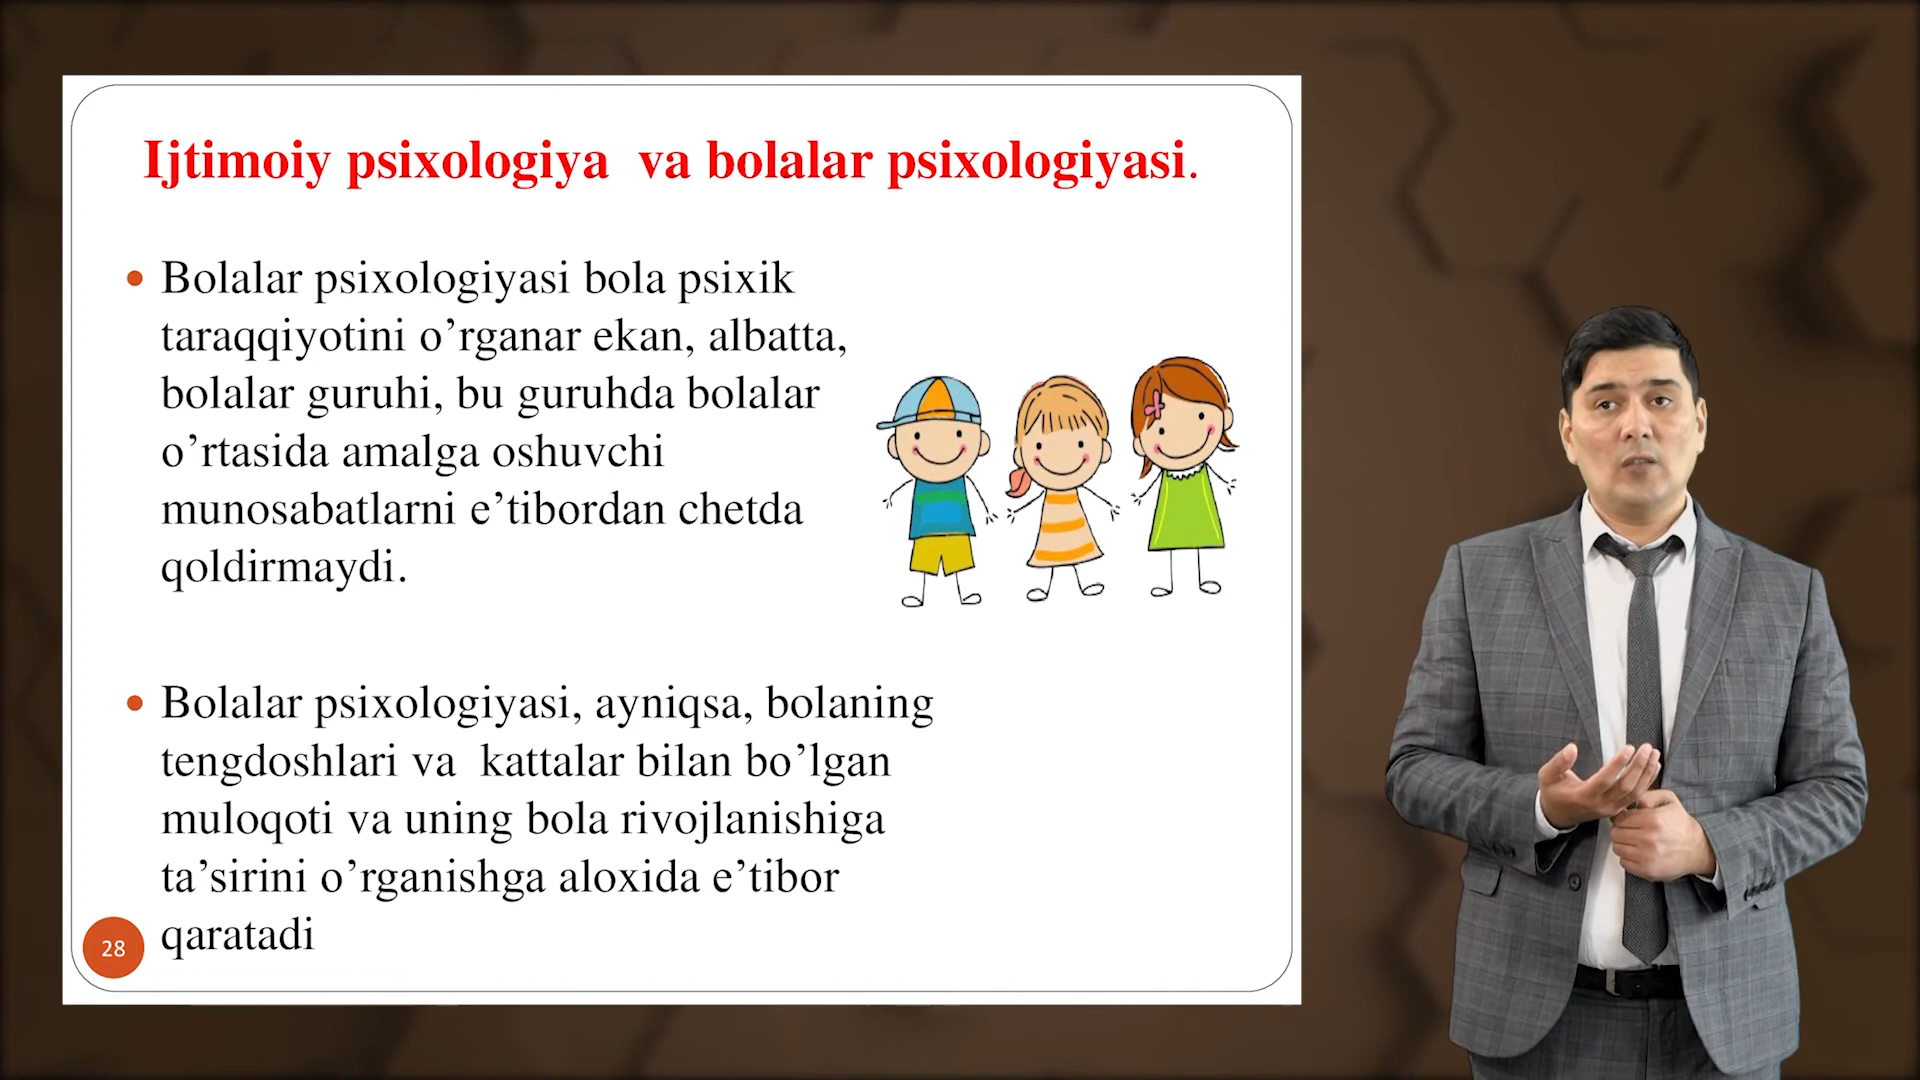 Ijtimoiy psixologiya  va bolalar psixologiyasi.
• Bolalar psixologiyasi bola psixik
taraqqiyotini o’rganar ekan, albatta,
bolalar guruhi, bu guruhda bolalar
o’rtasida amalga oshuvchi
munosabatlarni e’tibordan chetda
qoldirmaydi.
• Bolalar psixologiyasi, ayniqsa, bolaning
tengdoshlari va  kattalar bilan bo’lgan
muloqoti va uning bola rivojlanishiga
ta’sirini o’rganishga aloxida e’tibor
qaratadi
28